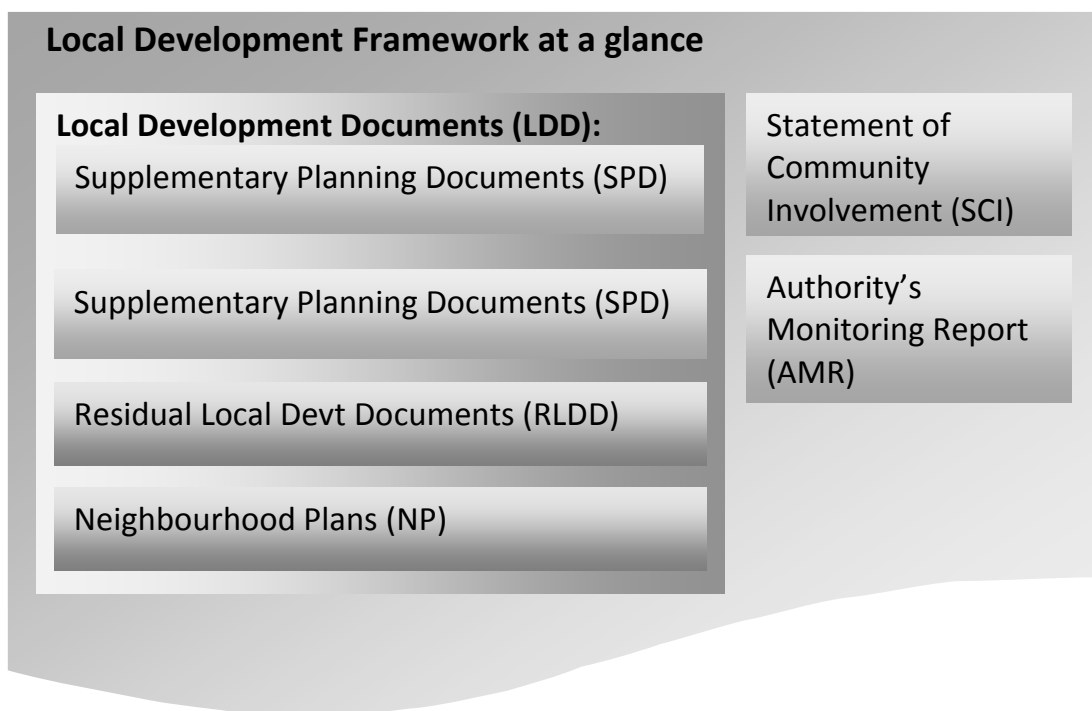 Local Development Framework at a glance
Local Development Documents (LDD):
Supplementary Planning Documents (SPD)
Supplementary Planning Documents (SPD)
Residual Local Devt Documents (RLDD)
Neighbourhood Plans (NP)
Statement of
Community
Involvement (SCI)
Authority’s
Monitoring Report
(AMR)